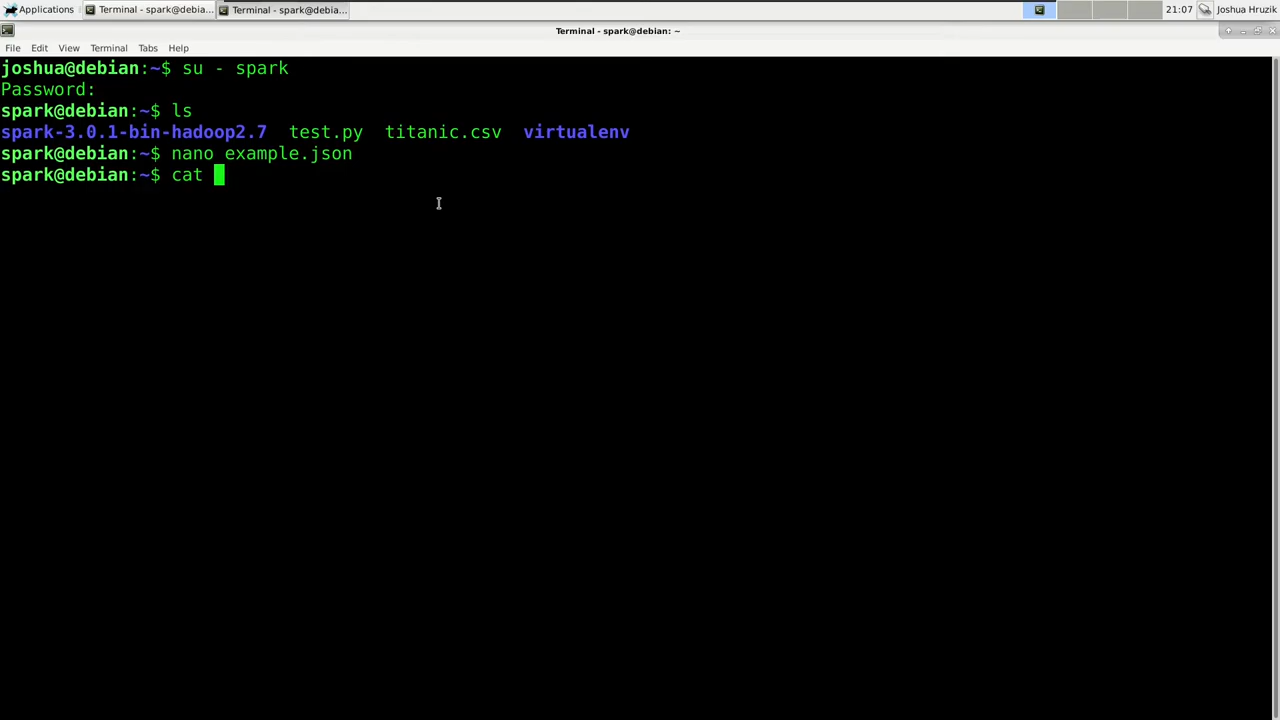 Applications Terminal - spark@debia... Terminal - spark@debia... 21:07 Joshua Hruzik
Terminal - spark@debian: ~
File Edit View Terminal Tabs Help
joshua@debian:~$ su - spark
Password:
spark@debian:~$ ls
spark-3.0.1-bin-hadoop2.7 test.py titanic.csv virtualenv
spark@debian:~$ nano example.json
spark@debian:~$ cat